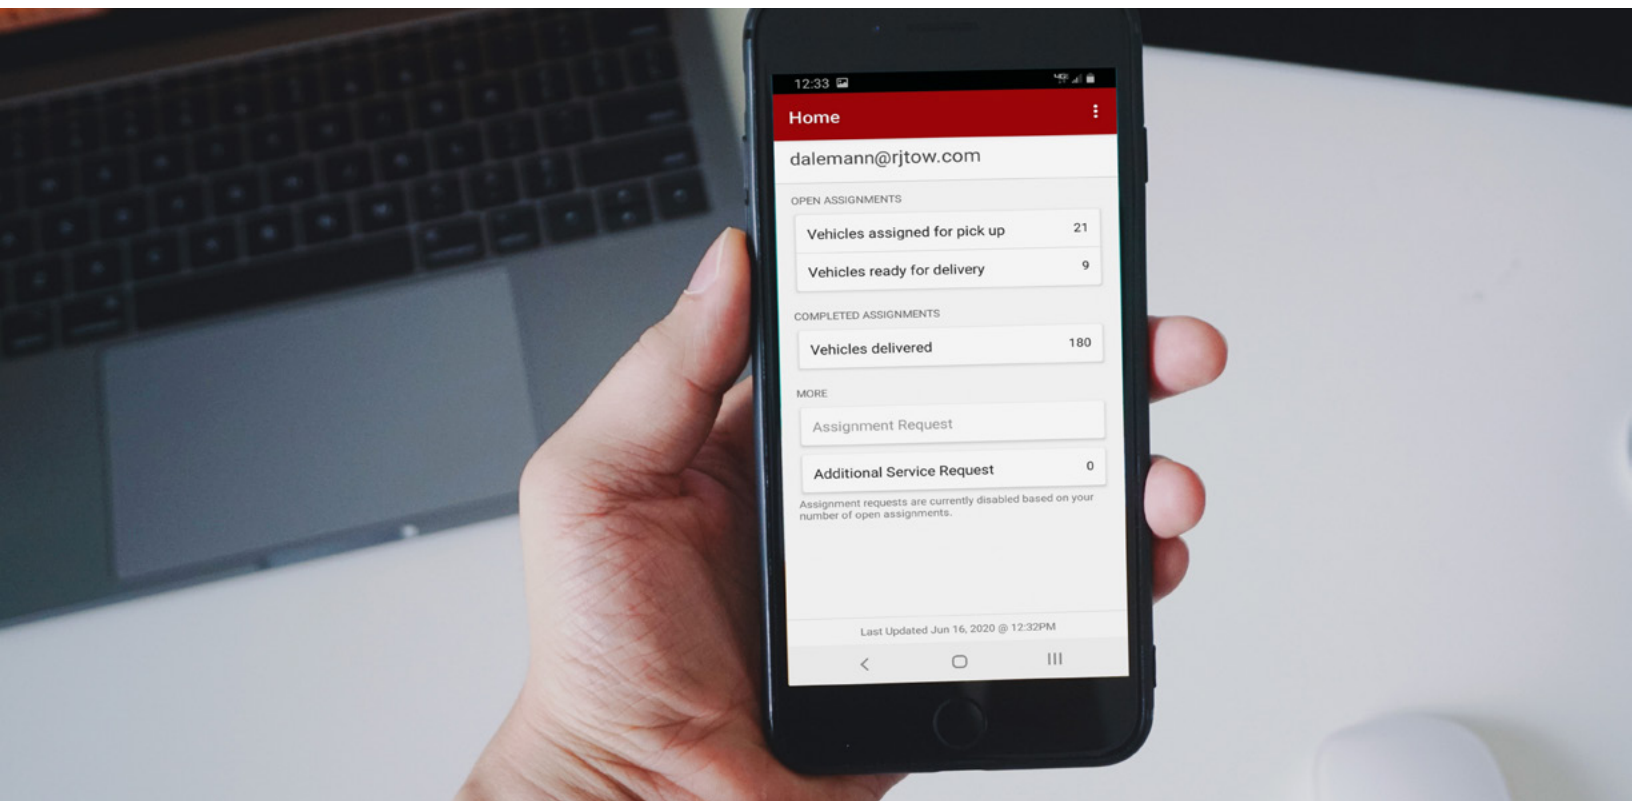 12:33
Home
dalemann@rjtow.com
OPEN ASSIGNMENTS
Vehicles assigned for pick up 21
Vehicles ready for delivery 9
COMPLETED ASSIGNMENTS
Vehicles delivered 180
MORE
Assignment Request
Additional Service Request 0
Assignment requests are currently disabled based on your
number of open assignments.
Last Updated Jun 16, 2020 @ 12:32PM